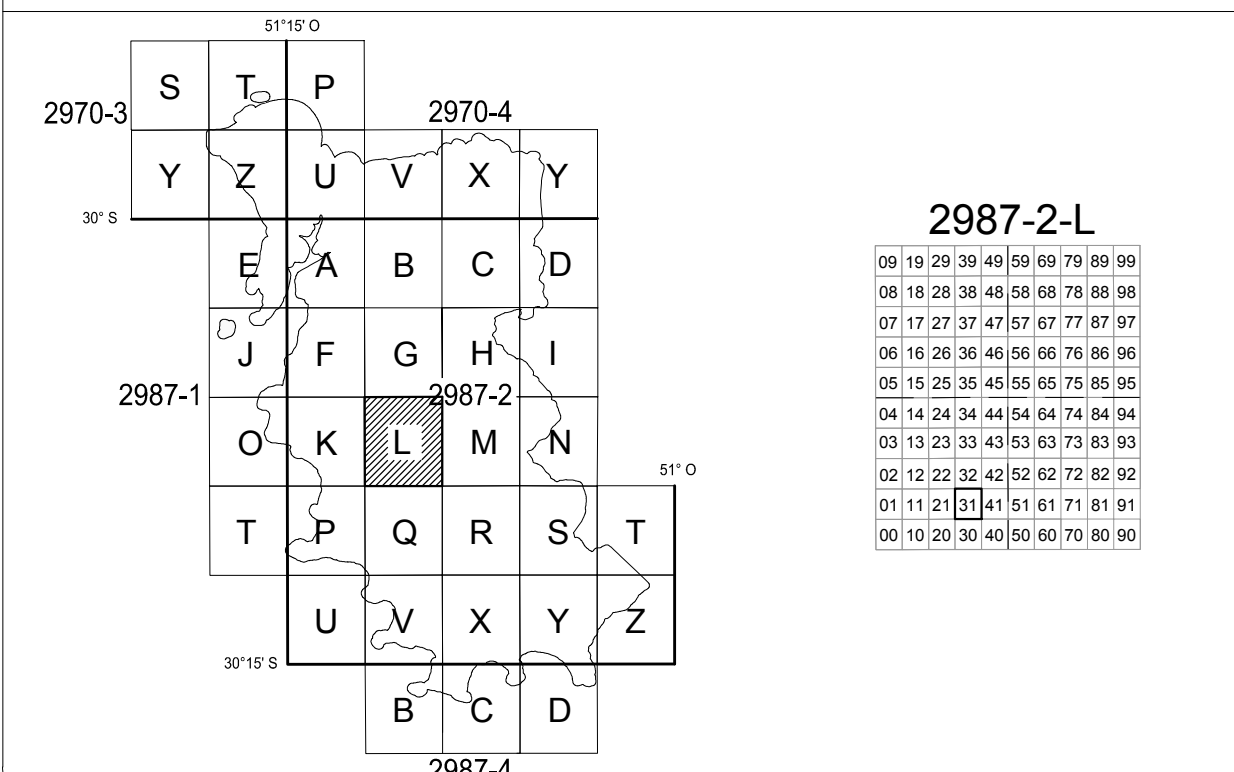 51°15' O
S T P
2970-3 2970-4
Y Z U V X Y
30° S
E A B C D
J F G H I
2987-1 2987-2
O K L M N
51° O
T P Q R S T
U V X Y Z
30°15' S
B C D
2987-4
2987-2-L
09 19 29 39 49 59 69 79 89 99
08 18 28 38 48 58 68 78 88 98
07 17 27 37 47 57 67 77 87 97
06 16 26 36 46 56 66 76 86 96
05 15 25 35 45 55 65 75 85 95
04 14 24 34 44 54 64 74 84 94
03 13 23 33 43 53 63 73 83 93
02 12 22 32 42 52 62 72 82 92
01 11 21 31 41 51 61 71 81 91
00 10 20 30 40 50 60 70 80 90